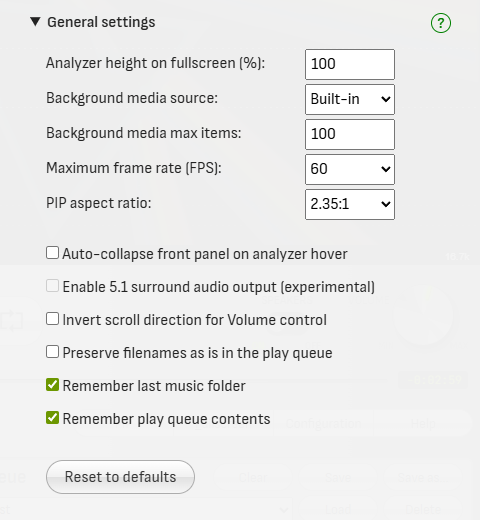 ▼ General settings ?
Analyzer height on fullscreen (%): 100
Background media source: Built-in
Background media max items: 100
Maximum frame rate (FPS): 60
PIP aspect ratio: 2.35:1
Auto-collapse front panel on analyzer hover
Enable 5.1 surround audio output (experimental)
Invert scroll direction for Volume control
Preserve filenames as is in the play queue
Remember last music folder
Remember play queue contents
Reset to defaults